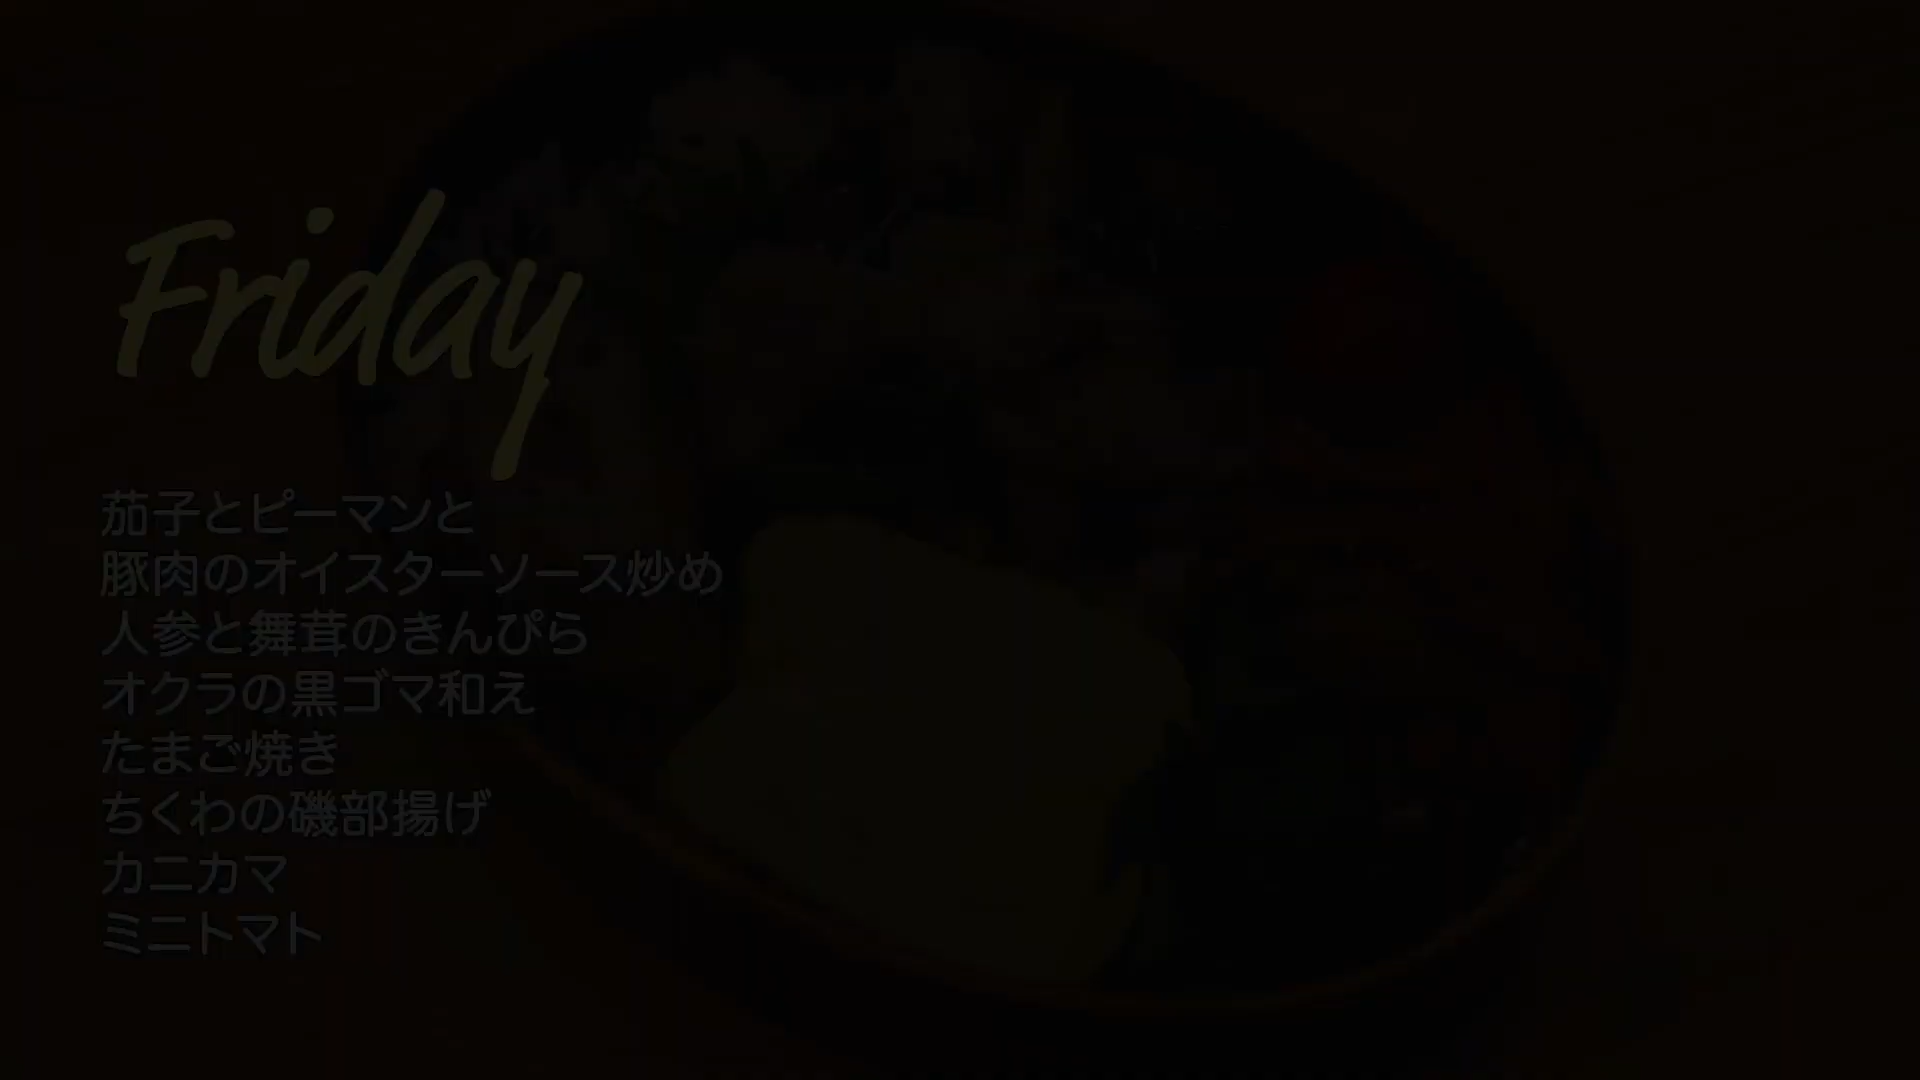 Friday
茄子とピーマンと
豚肉のオイスターソース炒め
人参と舞茸のきんぴら
オクラの黒ゴマ和え
たまご焼き
ちくわの磯部揚げ
カニカマ
ミニトマト